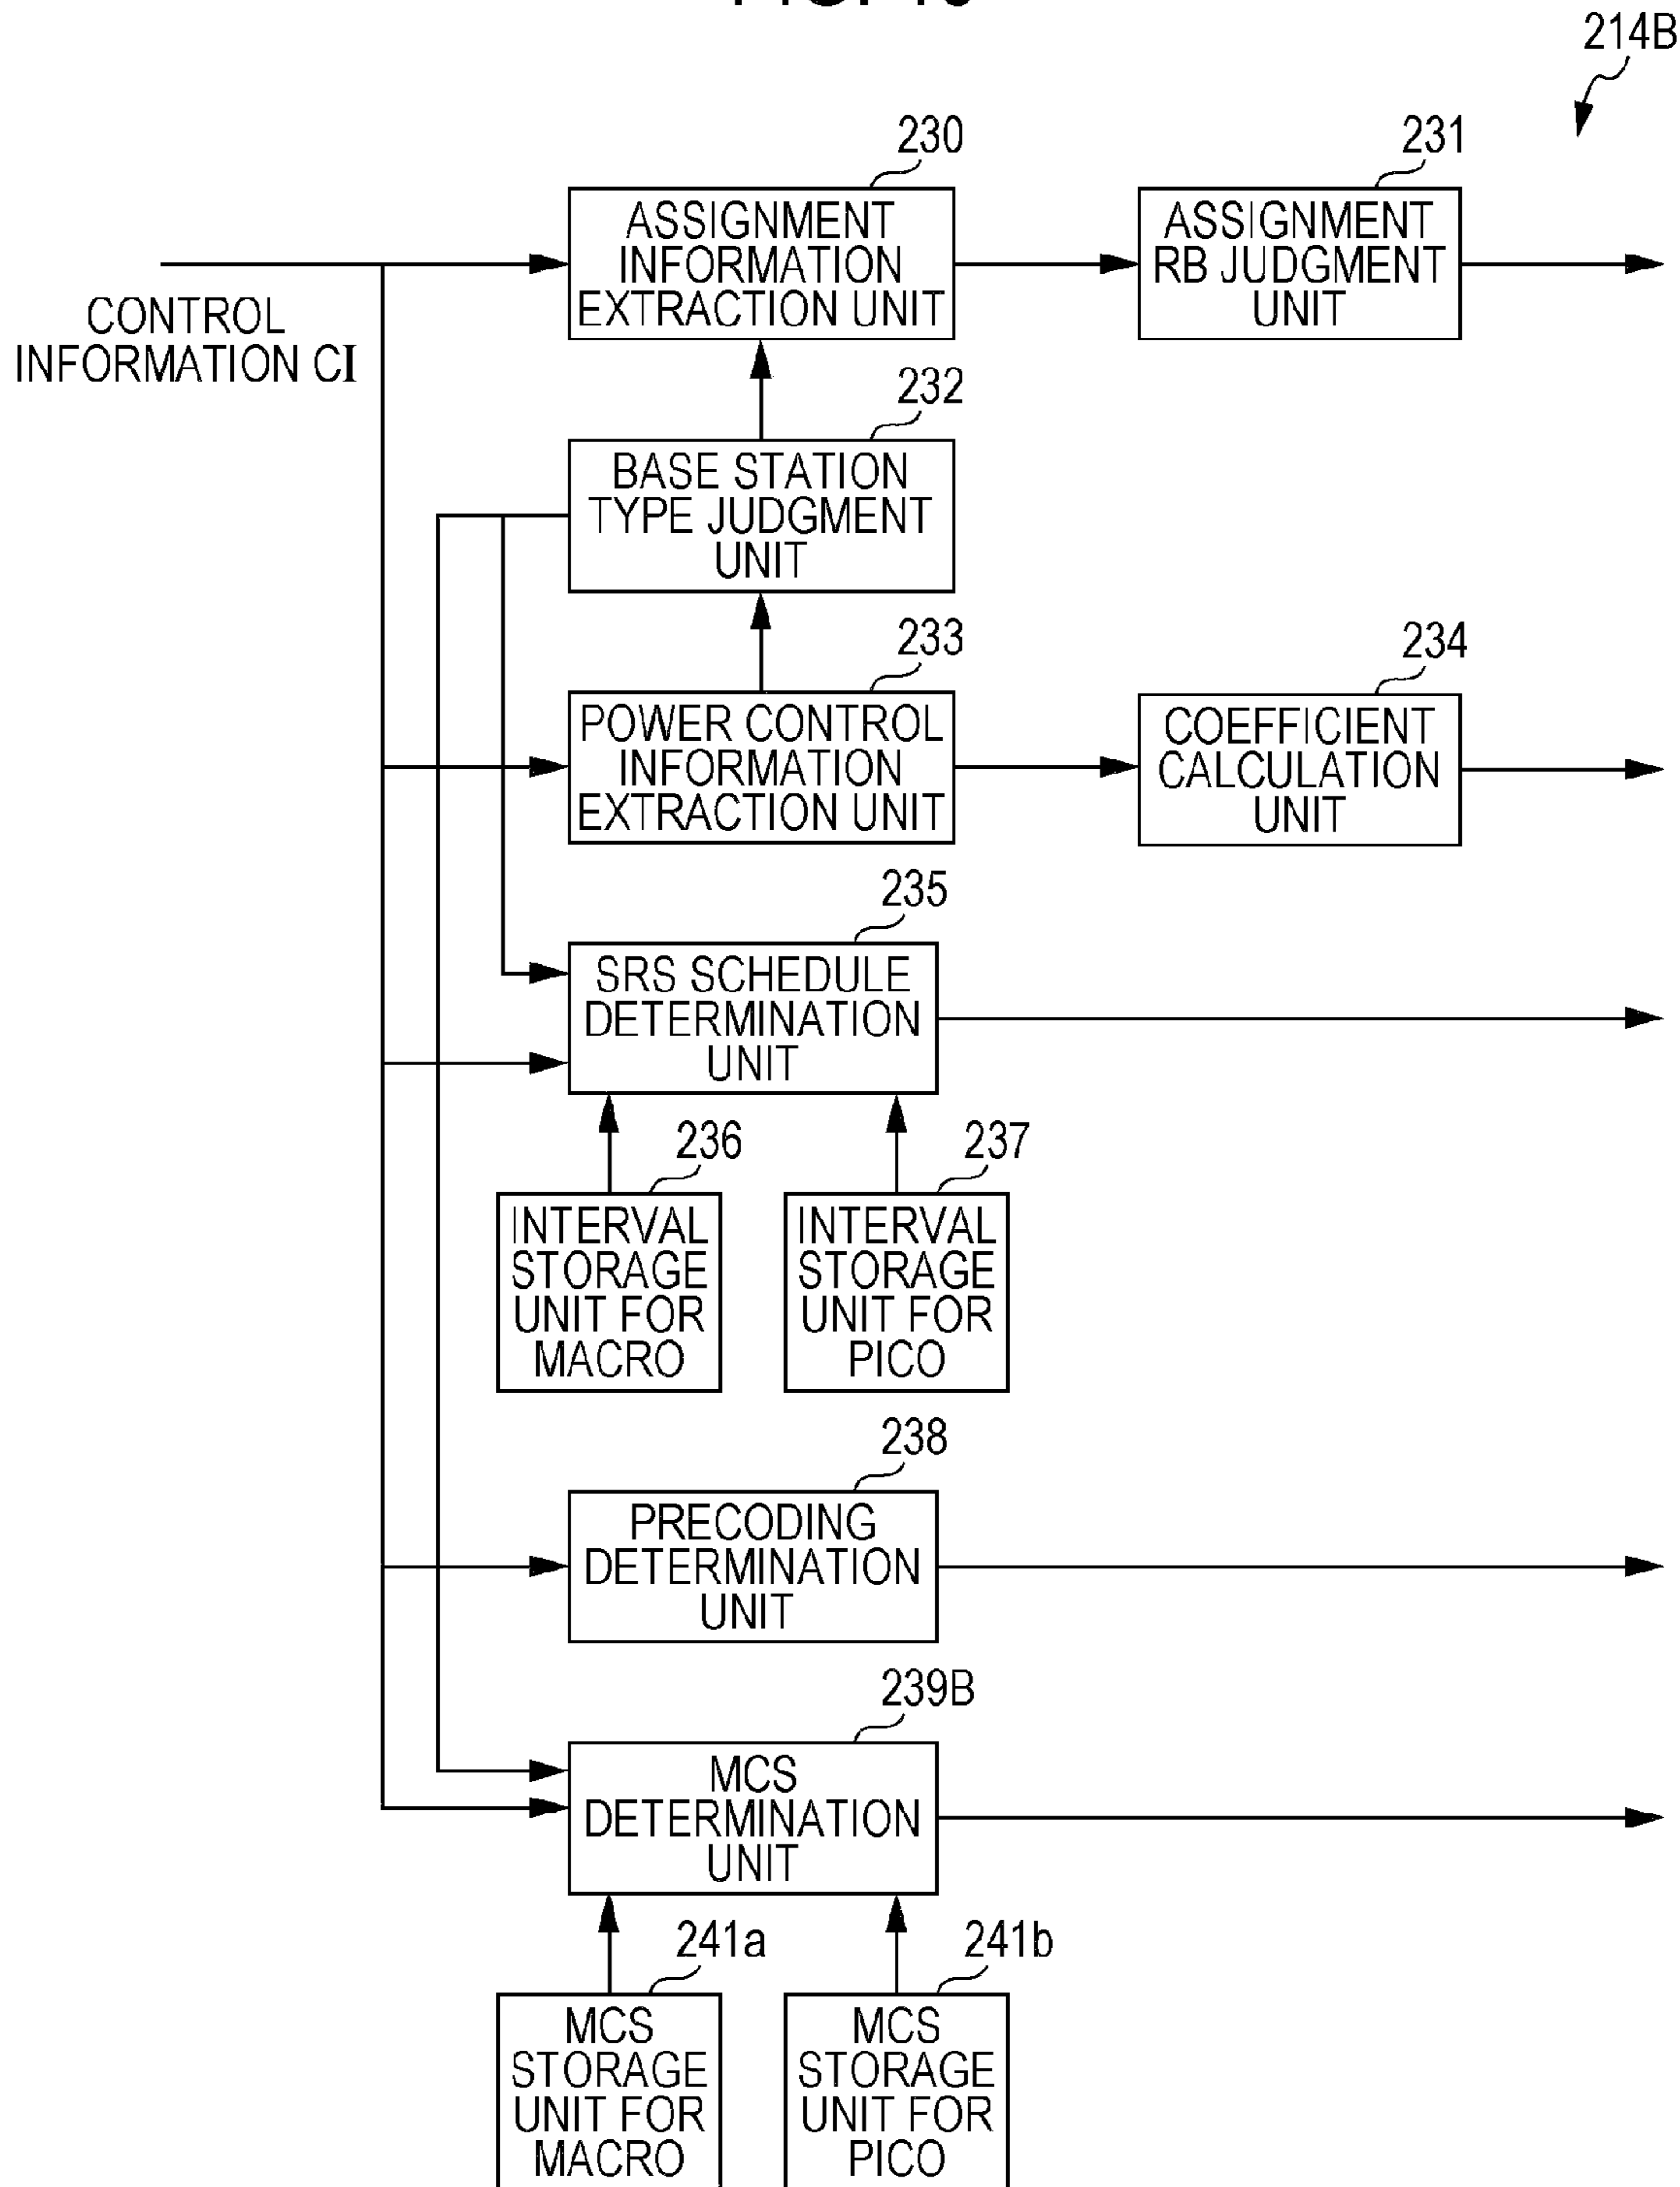 214B
230
231
ASSIGNMENT
INFORMATION
EXTRACTION UNIT
ASSIGNMENT
RB JUDGMENT
UNIT
CONTROL
INFORMATION CI
232
BASE STATION
TYPE JUDGMENT
UNIT
233
234
POWER CONTROL
INFORMATION
EXTRACTION UNIT
COEFFICIENT
CALCULATION
UNIT
235
SRS SCHEDULE
DETERMINATION
UNIT
236
237
INTERVAL
STORAGE
UNIT FOR
MACRO
INTERVAL
STORAGE
UNIT FOR
PICO
238
PRECODING
DETERMINATION
UNIT
239B
MCS
DETERMINATION
UNIT
241a
241b
MCS
STORAGE
UNIT FOR
MACRO
MCS
STORAGE
UNIT FOR
PICO